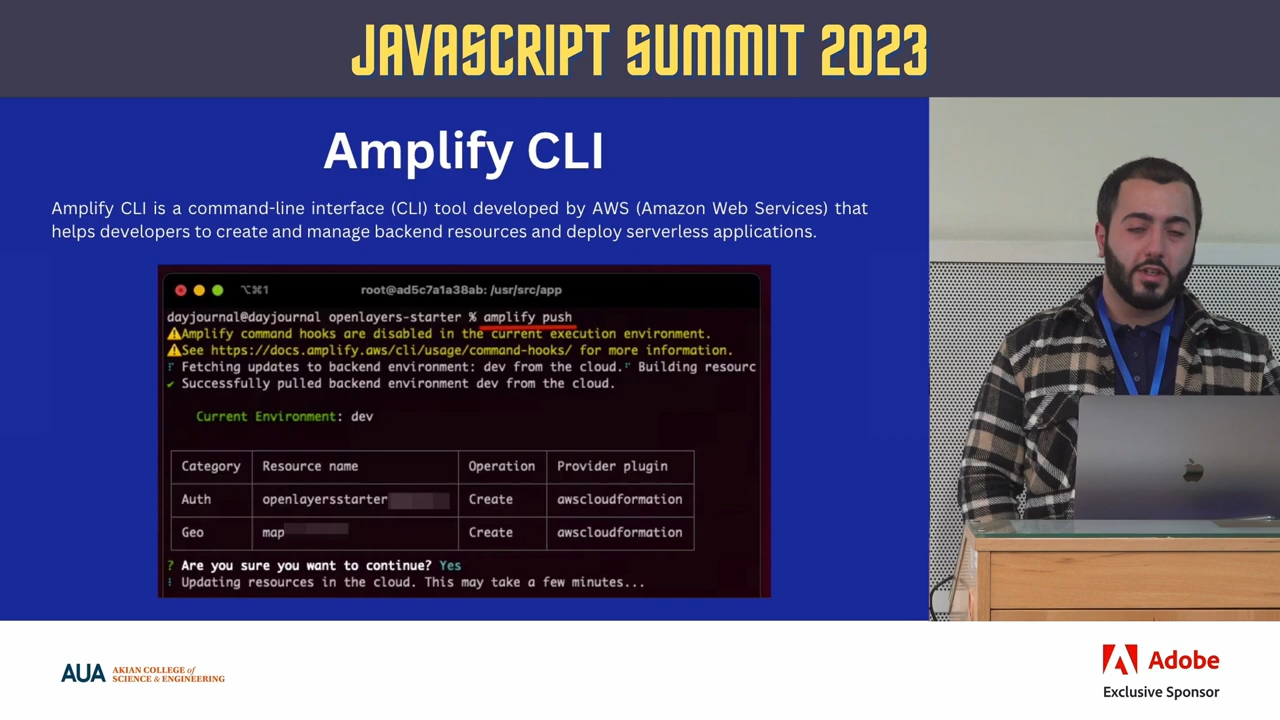 JAVASCRIPT SUMMIT 2023
Amplify CLI
Amplify CLI is a command-line interface (CLI) tool developed by AWS (Amazon Web Services) that
helps developers to create and manage backend resources and deploy serverless applications.
⌥⌘1 root@ad5c7a1a38ab: /usr/src/app
dayjournal@dayjournal openlayers-starter % amplify push
⚠Amplify command hooks are disabled in the current execution environment.
⚠See https://docs.amplify.aws/cli/usage/command-hooks/ for more information.
⠋ Fetching updates to backend environment: dev from the cloud.⠋ Building resourc
✔ Successfully pulled backend environment dev from the cloud.
Current Environment: dev
Category Resource name Operation Provider plugin
Auth openlayersstarter Create awscloudformation
Geo map Create awscloudformation
? Are you sure you want to continue? Yes
⠸ Updating resources in the cloud. This may take a few minutes...
AUA AKIAN COLLEGE of
SCIENCE & ENGINEERING
Adobe
Exclusive Sponsor